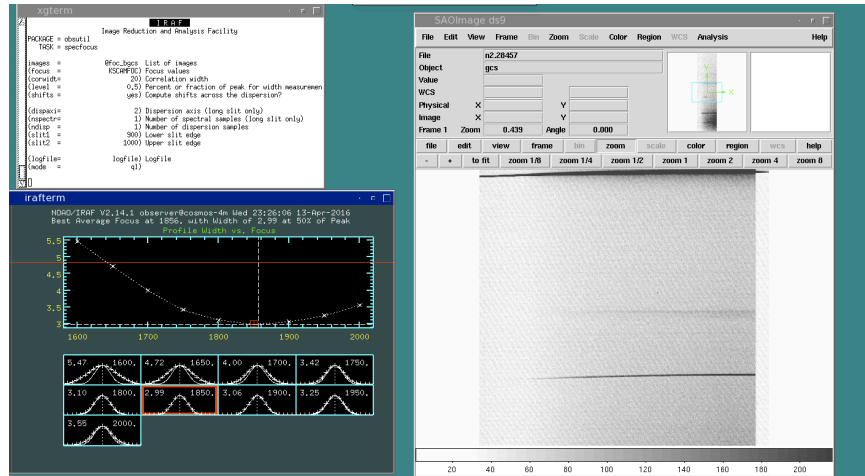 xgterm
I R A F
Image Reduction and Analysis Facility
PACKAGE = obsutil
TASK = specfocus
images = @foc_bgcs List of images
(focus = KSCAMFOC) Focus values
(corwidt= 20) Correlation width
(level = 0.5) Percent or fraction of peak for width measuremen
(shifts = yes) Compute shifts across the dispersion?
(dispaxi= 2) Dispersion axis (long slit only)
(nspectr= 1) Number of spectral samples (long slit only)
(ndisp = 1) Number of dispersion samples
(slit1 = 900) Lower slit edge
(slit2 = 1000) Upper slit edge
(logfile= logfile) Logfile
(mode = ql)
irafterm
NOAO/IRAF V2.14.1 observer@cosmos-4m Wed 23:26:06 13-Apr-2016
Best Average Focus at 1856. with Width of 2.99 at 50% of Peak
Profile Width vs. Focus
5.5
5
4.5
4
3.5
3
1600 1700 1800 1900 2000
5.47 1600. 4.72 1650. 4.00 1700. 3.42 1750.
3.10 1800. 2.99 1850. 3.06 1900. 3.25 1950.
3.55 2000.
SAOImage ds9
File Edit View Frame Bin Zoom Scale Color Region WCS Analysis Help
File n2.28457
Object gcs
Value
WCS
Physical X Y
Image X Y
Frame 1 Zoom 0.439 Angle 0.000
Y
X
file edit view frame bin zoom scale color region wcs help
- + to fit zoom 1/8 zoom 1/4 zoom 1/2 zoom 1 zoom 2 zoom 4 zoom 8
20 40 60 80 100 120 140 160 180 200